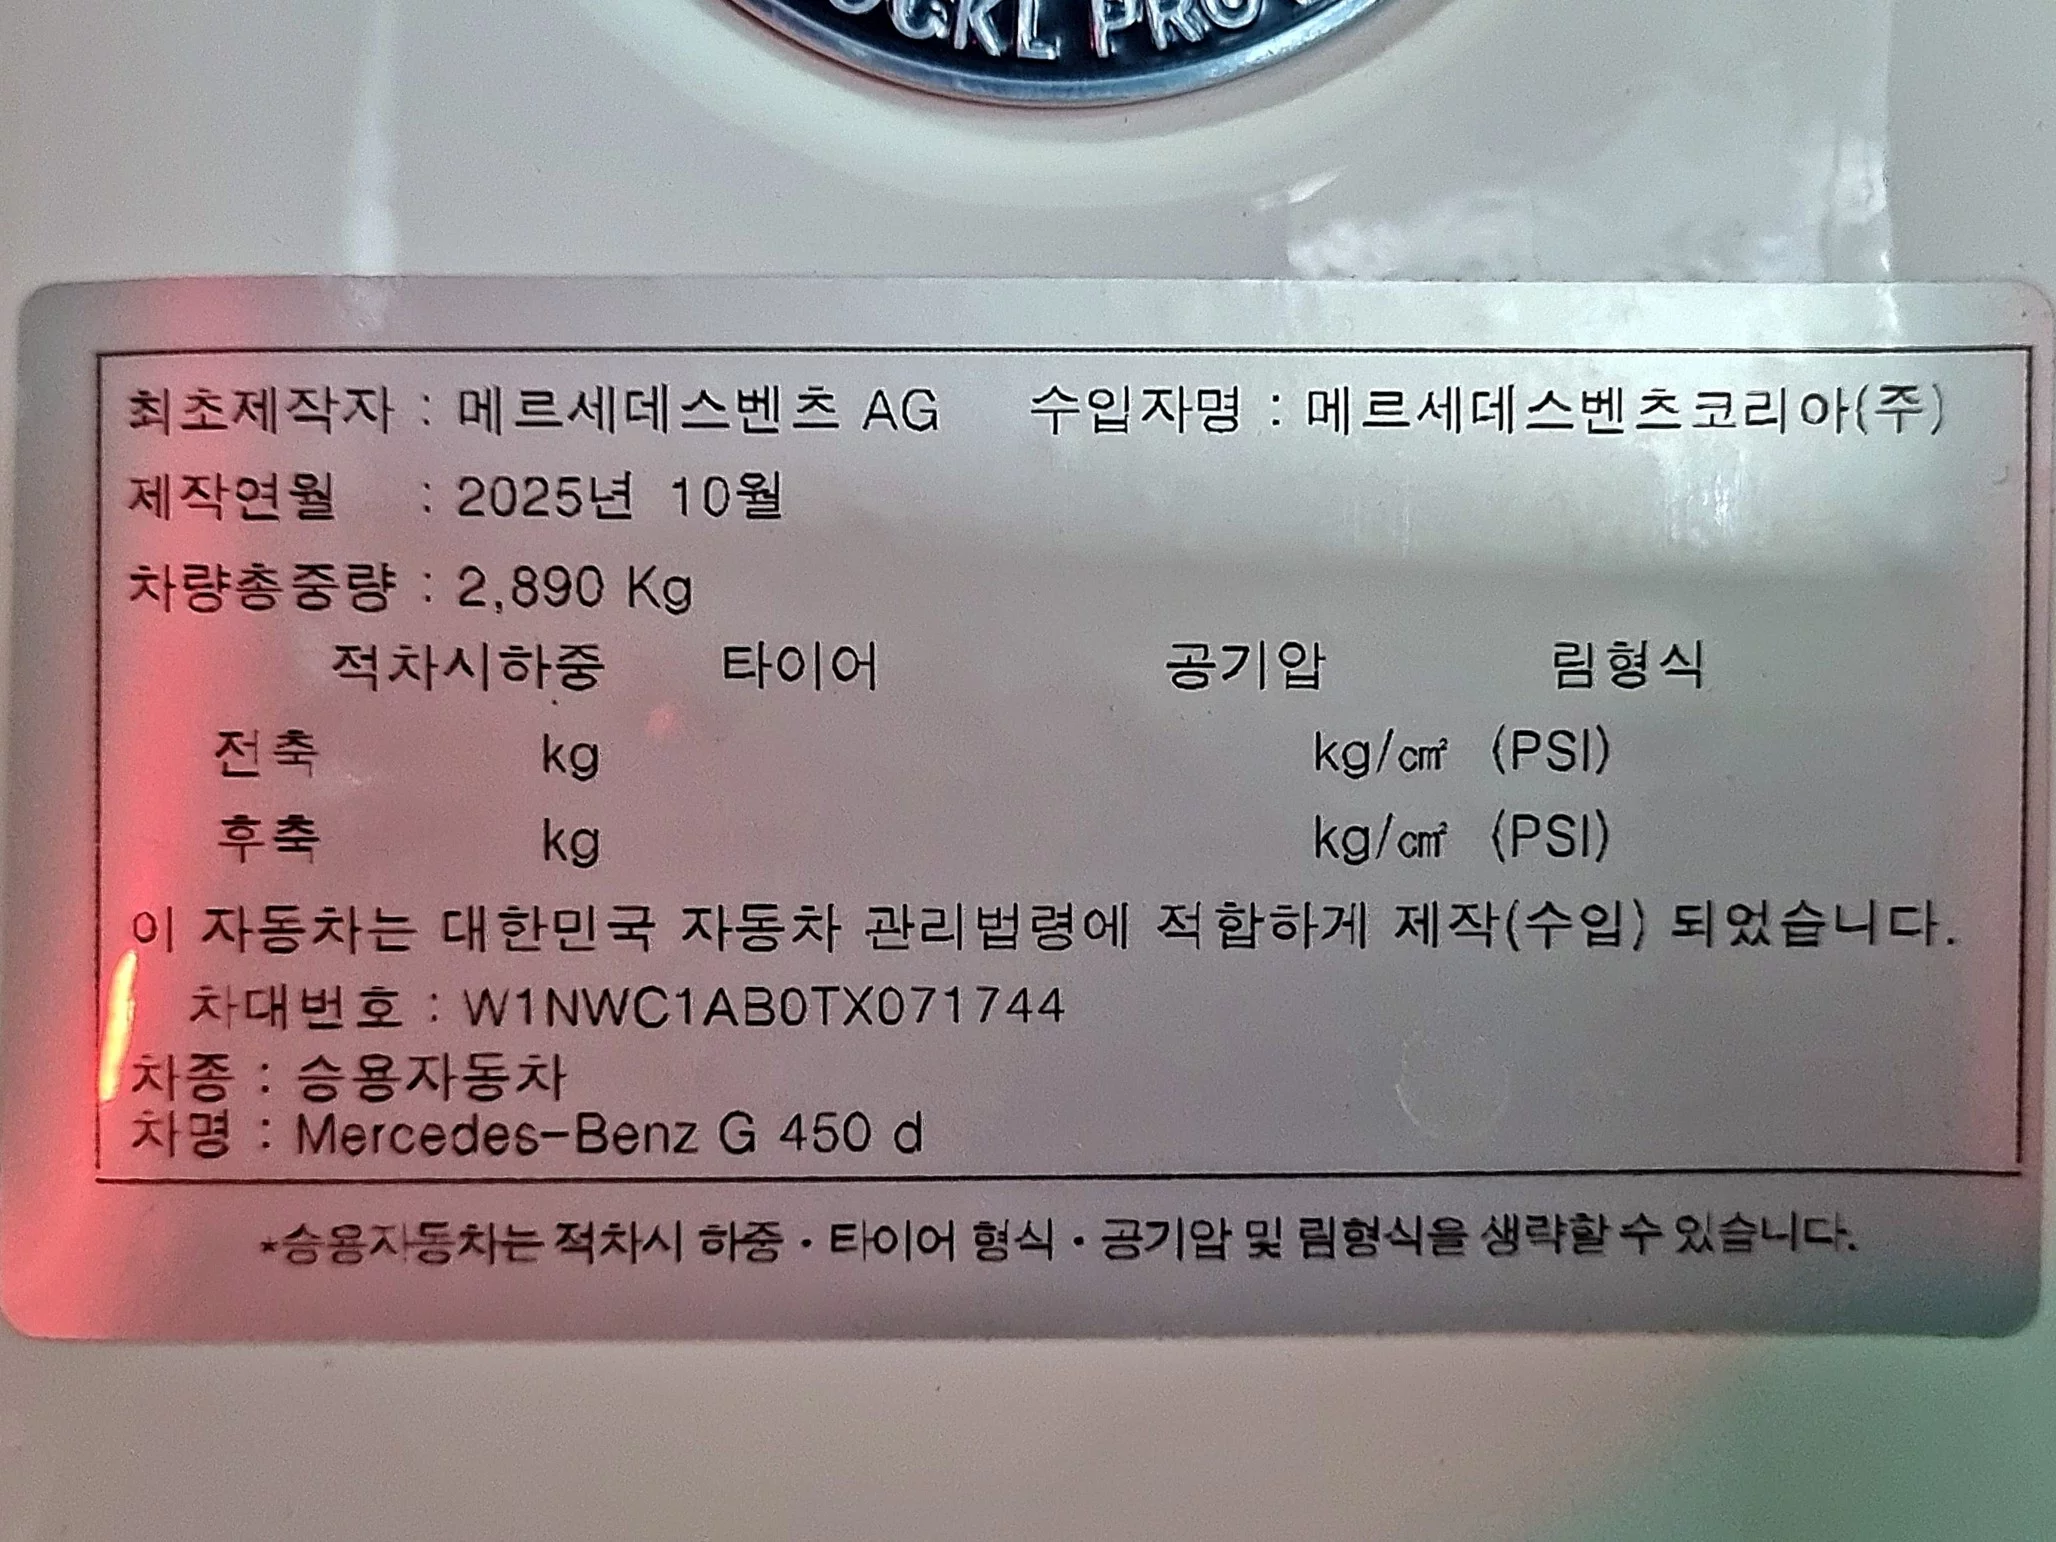 최초제작자 : 메르세데스벤츠 AG 수입자명 : 메르세데스벤츠코리아(주)
제작연월 : 2025년 10월
차량총중량 : 2,890 Kg
적차시하중 타이어 공기압 림형식
전축 kg kg/㎠ (PSI)
후축 kg kg/㎠ (PSI)
이 자동차는 대한민국 자동차 관리법령에 적합하게 제작(수입) 되었습니다.
차대번호 : W1NWC1AB0TX071744
차종 : 승용자동차
차명 : Mercedes-Benz G 450 d
*승용자동차는 적차시 하중·타이어 형식·공기압 및 림형식을 생략할 수 있습니다.